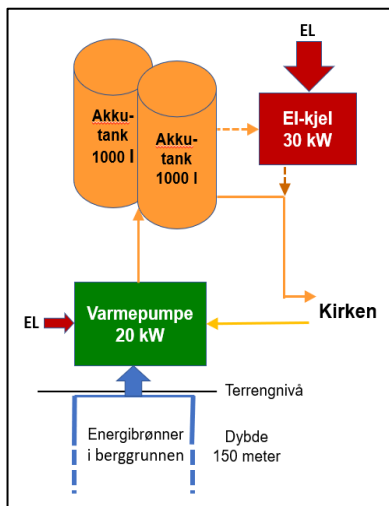 EL
Akku-
tank
1000 l
Akku-
tank
1000 l
El-kjel
30 kW
Kirken
EL
Varmepumpe
20 kW
Terrengnivå
Energibrønner
i berggrunnen
Dybde
150 meter